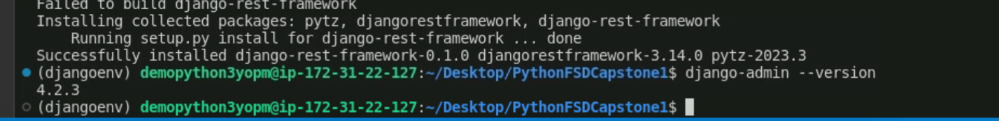 Failed to build django-rest-framework
Installing collected packages: pytz, djangorestframework, django-rest-framework
    Running setup.py install for django-rest-framework ... done
Successfully installed django-rest-framework-0.1.0 djangorestframework-3.14.0 pytz-2023.3
(djangoenv) demopython3yopm@ip-172-31-22-127:~/Desktop/PythonFSDCapstone1$ django-admin --version
4.2.3
(djangoenv) demopython3yopm@ip-172-31-22-127:~/Desktop/PythonFSDCapstone1$